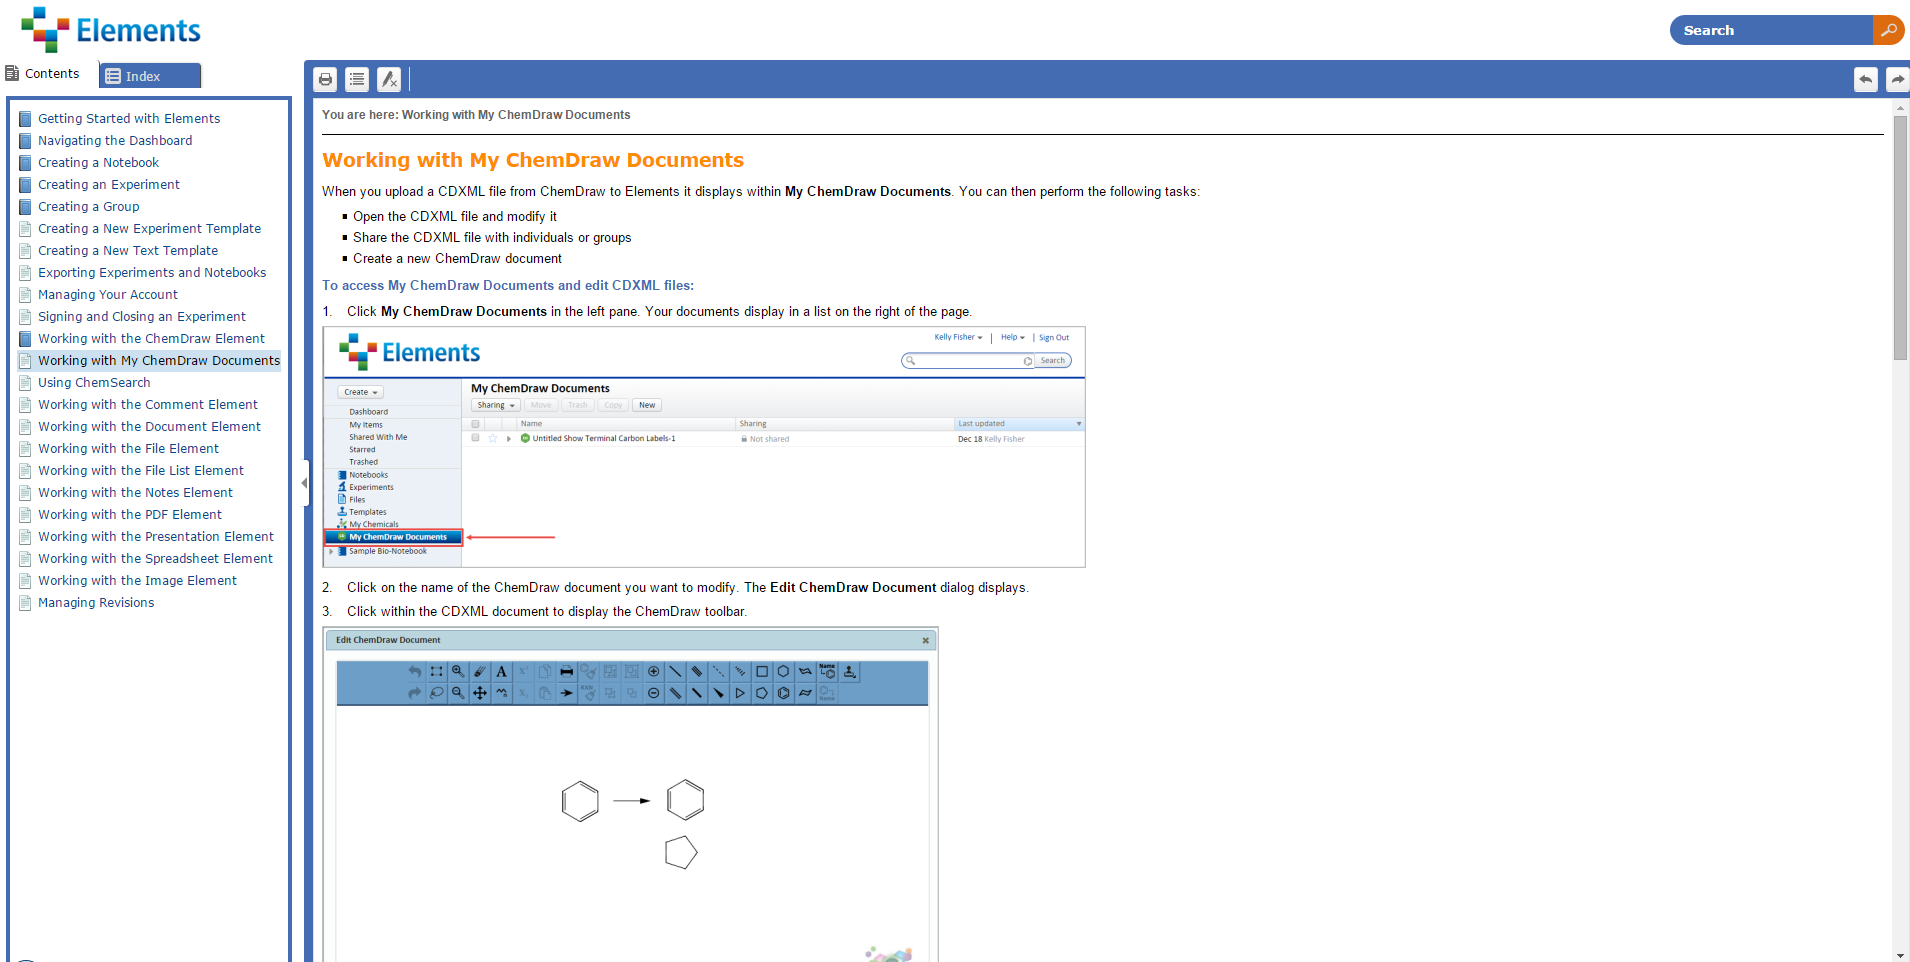 Elements
Search
Contents
Index
Getting Started with Elements
Navigating the Dashboard
Creating a Notebook
Creating an Experiment
Creating a Group
Creating a New Experiment Template
Creating a New Text Template
Exporting Experiments and Notebooks
Managing Your Account
Signing and Closing an Experiment
Working with the ChemDraw Element
Working with My ChemDraw Documents
Using ChemSearch
Working with the Comment Element
Working with the Document Element
Working with the File Element
Working with the File List Element
Working with the Notes Element
Working with the PDF Element
Working with the Presentation Element
Working with the Spreadsheet Element
Working with the Image Element
Managing Revisions
You are here: Working with My ChemDraw Documents
Working with My ChemDraw Documents
When you upload a CDXML file from ChemDraw to Elements it displays within My ChemDraw Documents. You can then perform the following tasks:
Open the CDXML file and modify it
Share the CDXML file with individuals or groups
Create a new ChemDraw document
To access My ChemDraw Documents and edit CDXML files:
1. Click My ChemDraw Documents in the left pane. Your documents display in a list on the right of the page.
Elements
Kelly Fisher Help Sign Out
Search
Create
Dashboard
My Items
Shared With Me
Starred
Trashed
Notebooks
Experiments
Files
Templates
My Chemicals
My ChemDraw Documents
Sample Bio-Notebook
My ChemDraw Documents
Sharing Move Trash Copy New
Name Sharing Last updated
Untitled Show Terminal Carbon Labels-1 Not shared Dec 18 Kelly Fisher
2. Click on the name of the ChemDraw document you want to modify. The Edit ChemDraw Document dialog displays.
3. Click within the CDXML document to display the ChemDraw toolbar.
Edit ChemDraw Document
A
Name